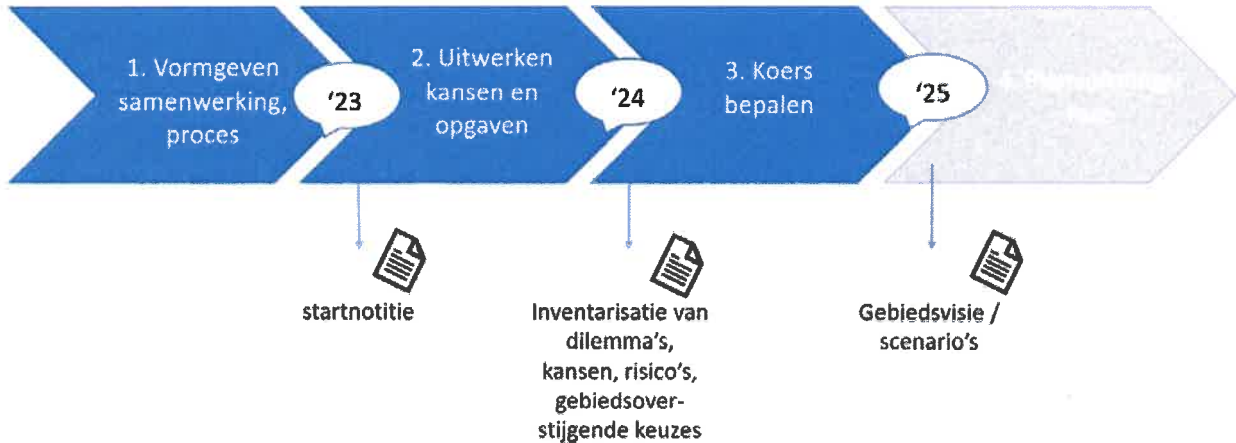 1. Vormgeven
samenwerking,
proces
'23
2. Uitwerken
kansen en
opgaven
'24
3. Koers
bepalen
'25
startnotitie
Inventarisatie van
dilemma's,
kansen, risico's,
gebiedsover-
stijgende keuzes
Gebiedsvisie /
scenario's